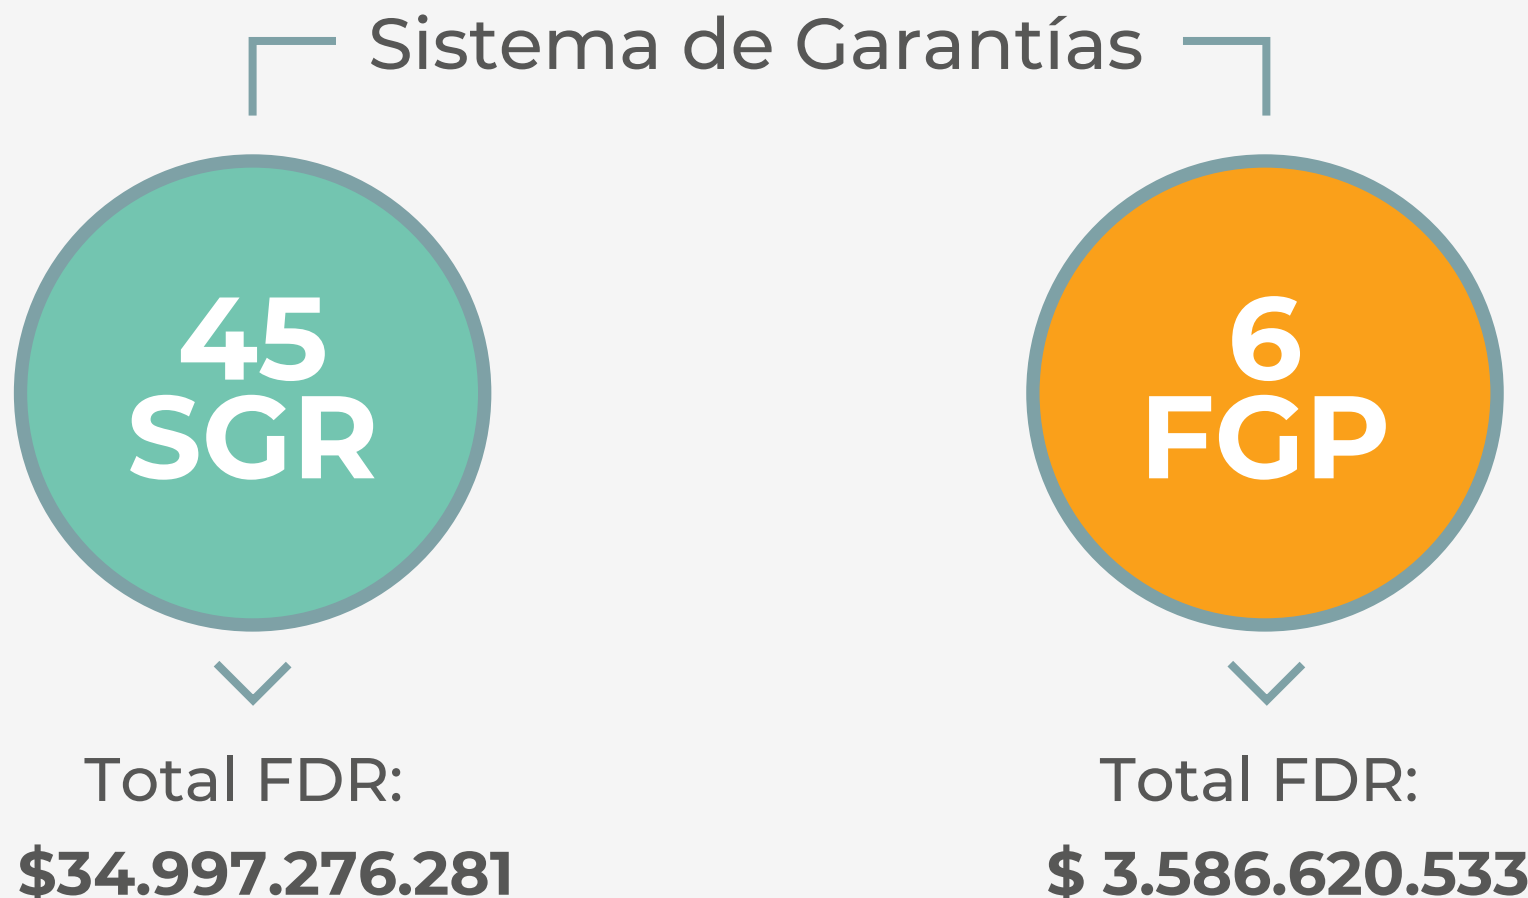 Sistema de Garantías
45
SGR
Total FDR:
$34.997.276.281
6
FGP
Total FDR:
$ 3.586.620.533